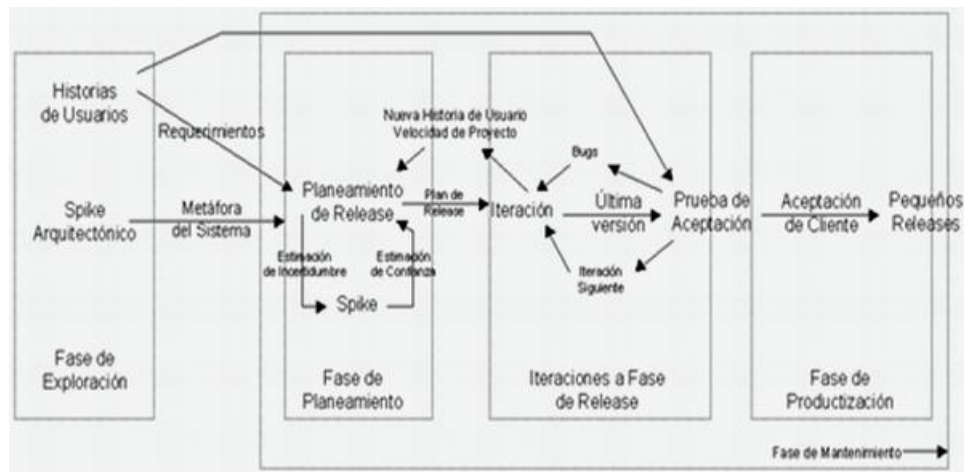 Historias
de Usuarios
Requerimientos
Spike
Arquitectónico
Metáfora
del Sistema
Fase de
Exploración
Nueva Historia de Usuario
Velocidad de Proyecto
Planeamiento
de Release
Plan de
Release
Estimación
de Incertidumbre
Estimación
de Confianza
Spike
Fase de
Planeamiento
Bugs
Iteración
Última
versión
Prueba de
Aceptación
Iteración
Siguiente
Iteraciones a Fase
de Release
Aceptación
de Cliente
Pequeños
Releases
Fase de
Productización
Fase de Mantenimiento